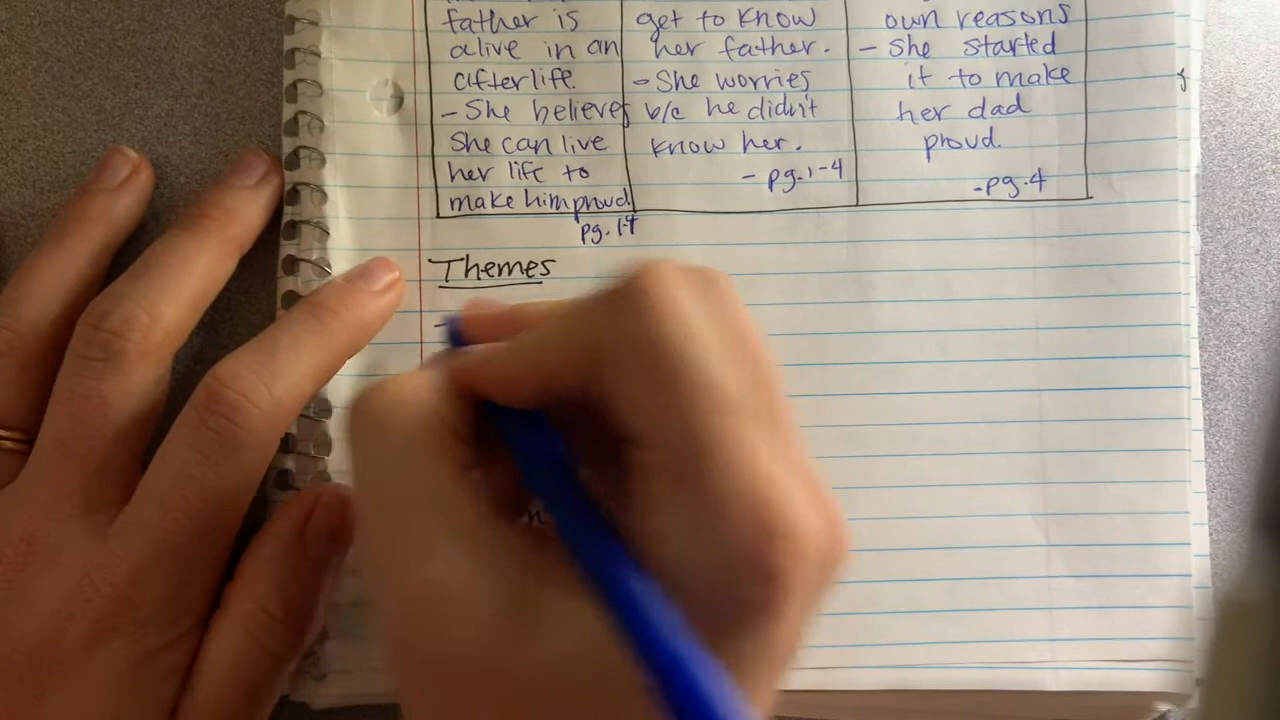 father is
alive in an
afterlife.
- She believes
She can live
her life to
make him proud
pg. 1-4
get to know
her father.
- She worries
b/c he didn't
know her.
- pg. 1-4
own reasons
- She started
it to make
her dad
proud.
- pg. 4
Themes
-